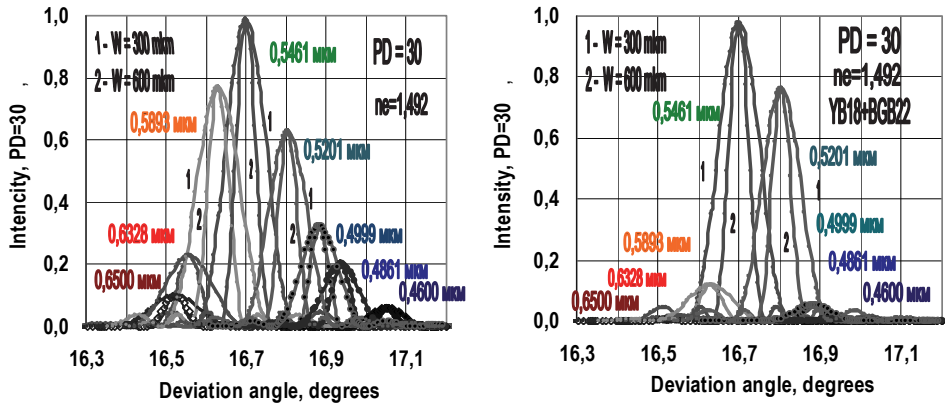 Intencity, PD=30 ,
1,0
0,8
0,6
0,4
0,2
0,0
1 - W = 300 mkm
2 - W = 600 mkm
0,5461 мкм
PD = 30
ne=1,492
0,5893 мкм
0,5201 мкм
1
2
1
2
1
0,6328 мкм
0,6500 мкм
0,4999 мкм
0,4861 мкм
0,4600 мкм
16,3
16,5
16,7
16,9
17,1
Deviation angle, degrees
Intensity, PD=30 ,
1,0
0,8
0,6
0,4
0,2
0,0
1 - W = 300 mkm
2 - W = 600 mkm
PD = 30
ne=1,492
YB18+BGB22
0,5461 мкм
0,5201 мкм
1
1
2
2
0,4999 мкм
0,5893 мкм
0,4861 мкм
0,6328 мкм
0,6500 мкм
0,4600 мкм
16,3
16,5
16,7
16,9
17,1
Deviation angle, degrees